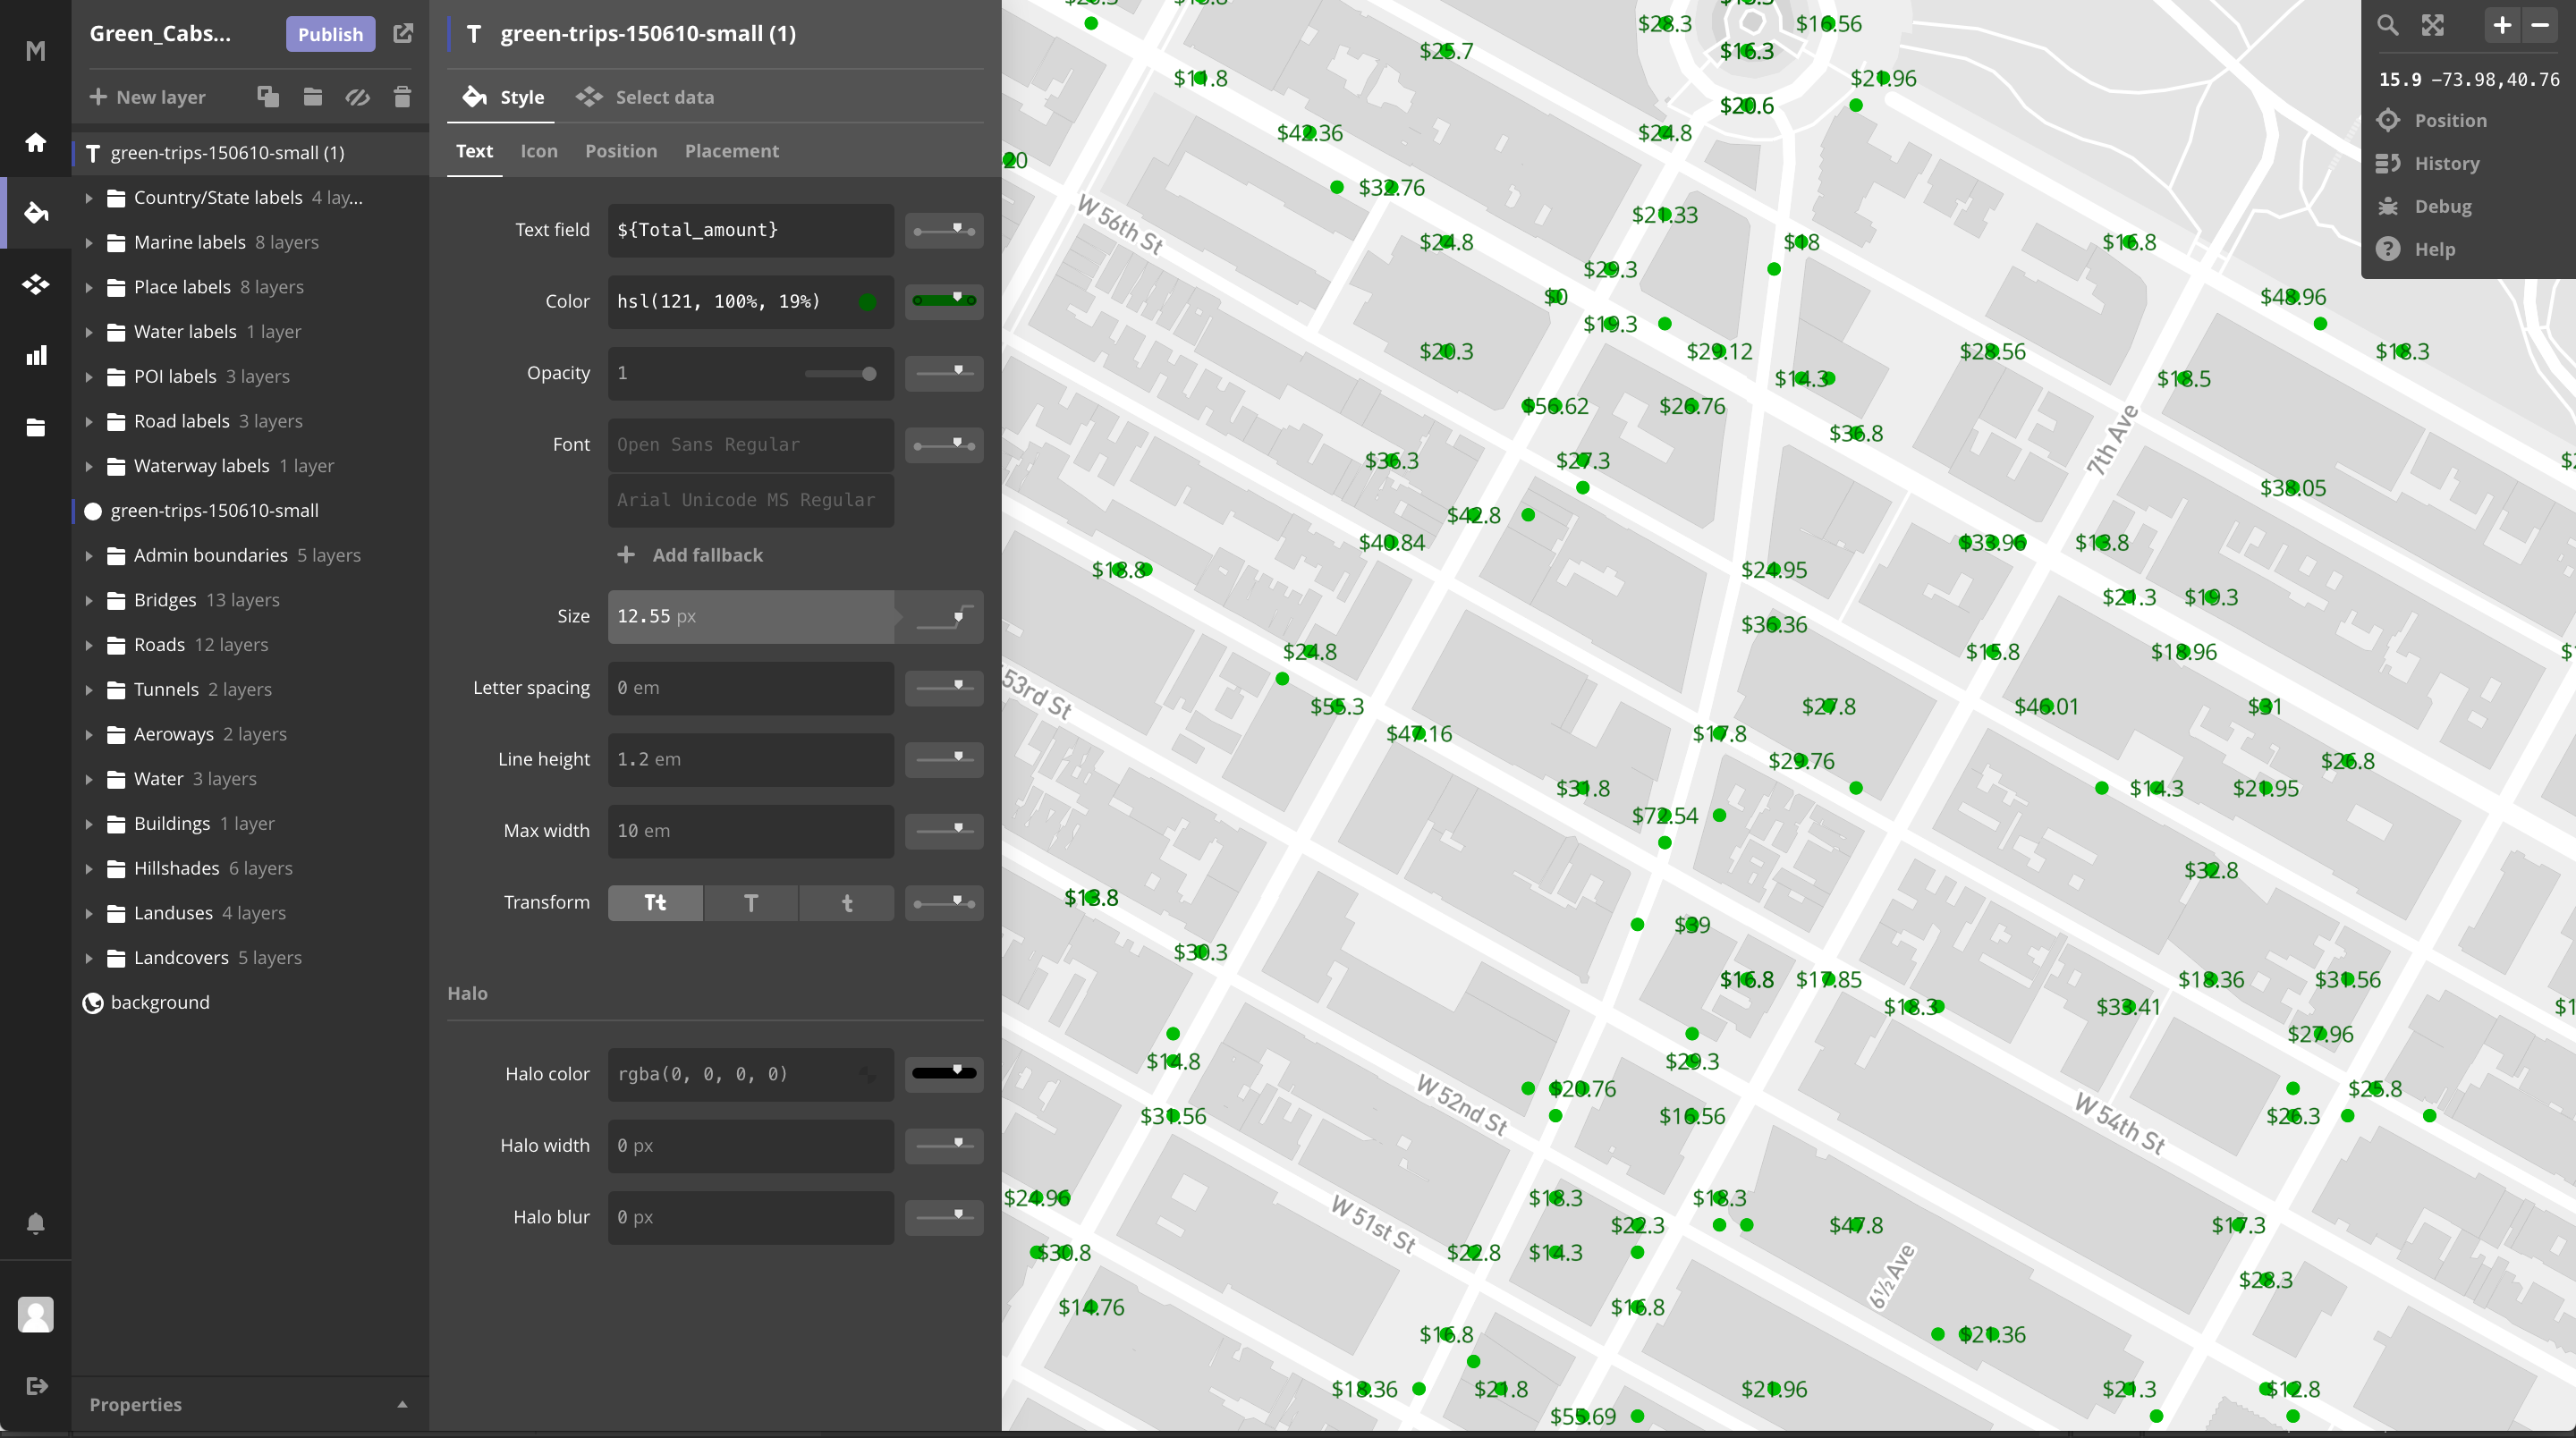 M
Green_Cabs...
Publish
New layer
green-trips-150610-small (1)
Country/State labels 4 lay...
Marine labels 8 layers
Place labels 8 layers
Water labels 1 layer
POI labels 3 layers
Road labels 3 layers
Waterway labels 1 layer
green-trips-150610-small
Admin boundaries 5 layers
Bridges 13 layers
Roads 12 layers
Tunnels 2 layers
Aeroways 2 layers
Water 3 layers
Buildings 1 layer
Hillshades 6 layers
Landuses 4 layers
Landcovers 5 layers
background
Properties
T green-trips-150610-small (1)
Style Select data
Text Icon Position Placement
Text field ${Total_amount}
Color hsl(121, 100%, 19%)
Opacity 1
Font Open Sans Regular
Arial Unicode MS Regular
Add fallback
Size 12.55 px
Letter spacing 0 em
Line height 1.2 em
Max width 10 em
Transform Tt T t
Halo
Halo color rgba(0, 0, 0, 0)
Halo width 0 px
Halo blur 0 px
15.9 -73.98,40.76
Position
History
Debug
Help
$28.3 $16.56
$25.7 $16.3
$11.8 $21.96
$20.6
$42.36 $24.8
20
$32.76
$21.33
W 56th St
$24.8 $18 $16.8
$29.3
$0 $48.96
$19.3
$20.3 $29.12 $28.56 $18.3
$14.3 $18.5
$56.62 $26.76
$36.8
7th Ave
$36.3 $27.3
$38.05
$42.8
$40.84 $33.96 $13.8
$18.8 $24.95
$21.3 $19.3
$36.36
$24.8 $15.8 $18.96
53rd St
$55.3 $27.8 $46.01 $31
$47.16 $17.8
$29.76 $26.8
$31.8 $14.3 $21.95
$72.54
$32.8
$13.8
$39
$30.3
$16.8 $17.85 $18.36 $31.56
$18.3 $33.41
$27.96
$14.8 $29.3
W 52nd St
$20.76 $25.8
$31.56 $16.56 $26.3
W 54th St
$24.96 $18.3 $18.3
W 51st St
$22.3 $47.8 $17.3
$30.8 $22.8 $14.3
6½ Ave
$28.3
$14.76 $16.8
$16.8 $21.36
$18.36 $21.8 $21.96 $21.3 $12.8
$55.69